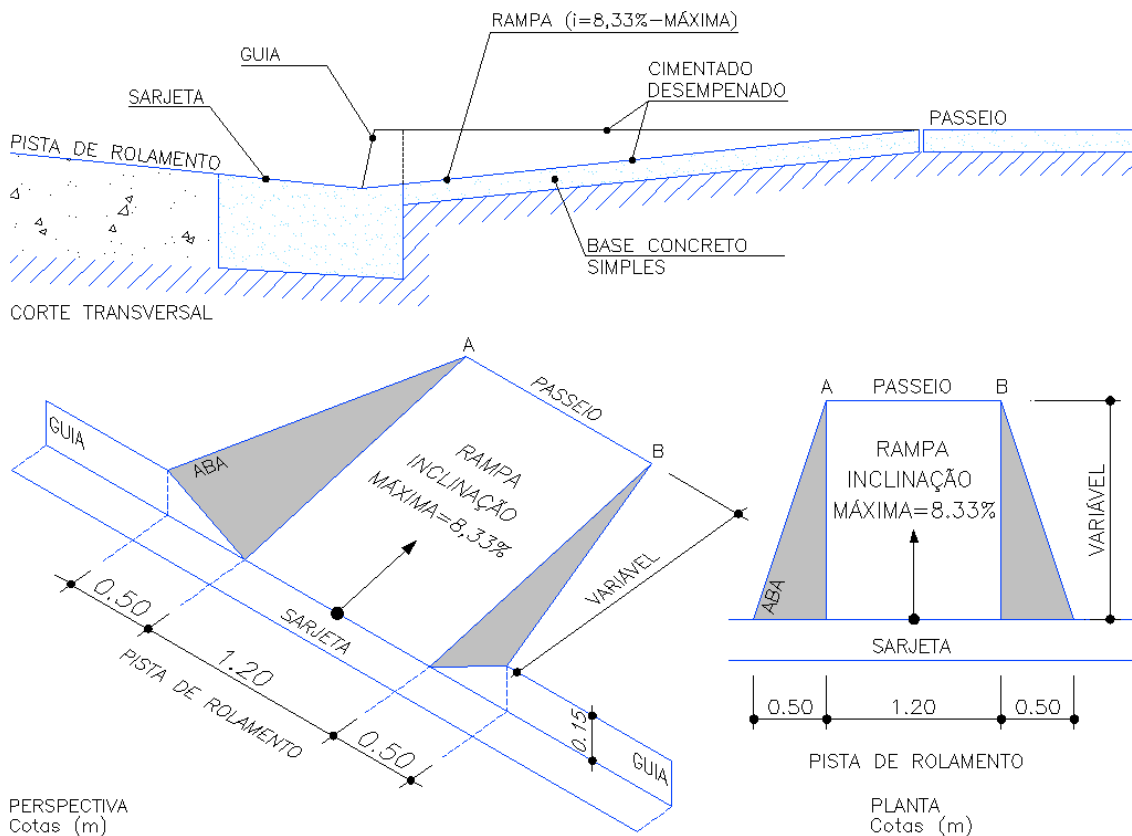 RAMPA (i=8,33%-MÁXIMA)
GUIA
CIMENTADO
DESEMPENADO
SARJETA
PASSEIO
PISTA DE ROLAMENTO
BASE CONCRETO
SIMPLES
CORTE TRANSVERSAL
A
PASSEIO
B
GUIA
ABA
RAMPA
INCLINAÇÃO
MÁXIMA=8,33%
VARIÁVEL
SARJETA
0.50
1.20
0.50
PISTA DE ROLAMENTO
0.15
GUIA
PERSPECTIVA
Cotas (m)
A
PASSEIO
B
RAMPA
INCLINAÇÃO
MÁXIMA=8.33%
VARIÁVEL
ABA
SARJETA
0.50
1.20
0.50
PISTA DE ROLAMENTO
PLANTA
Cotas (m)